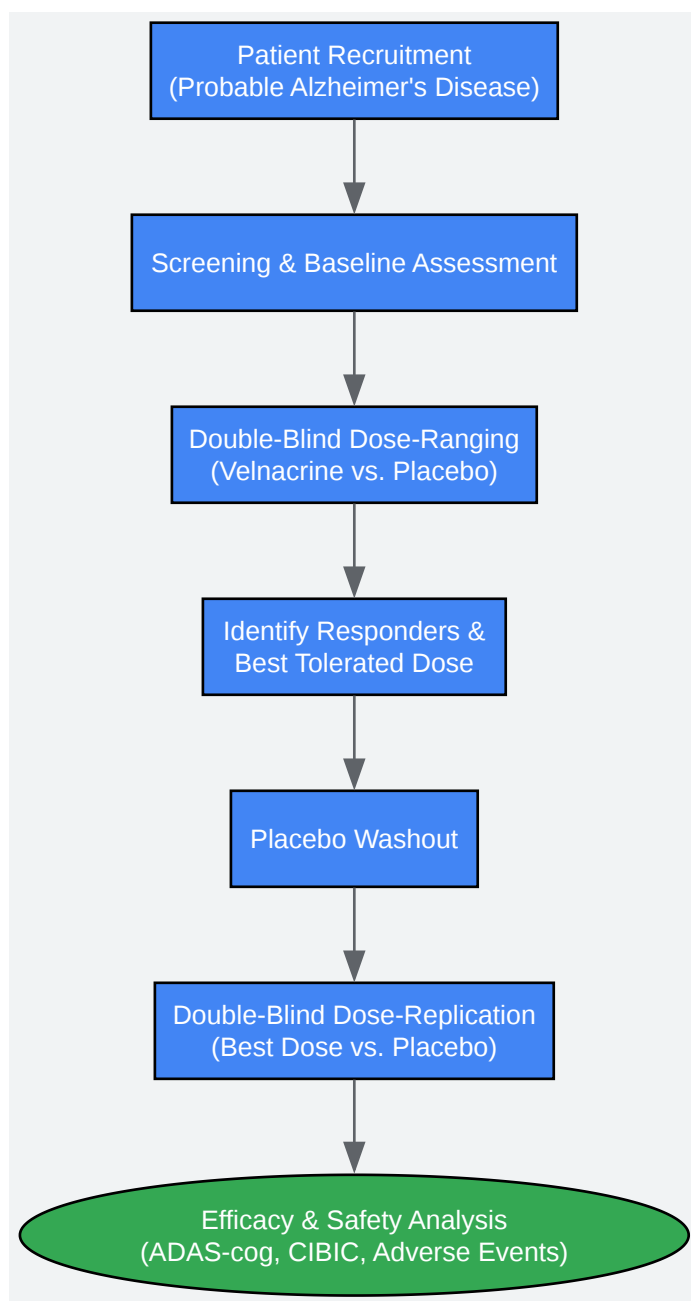 Patient Recruitment
(Probable Alzheimer's Disease)
Screening & Baseline Assessment
Double-Blind Dose-Ranging
(Velnacrine vs. Placebo)
Identify Responders &
Best Tolerated Dose
Placebo Washout
Double-Blind Dose-Replication
(Best Dose vs. Placebo)
Efficacy & Safety Analysis
(ADAS-cog, CIBIC, Adverse Events)